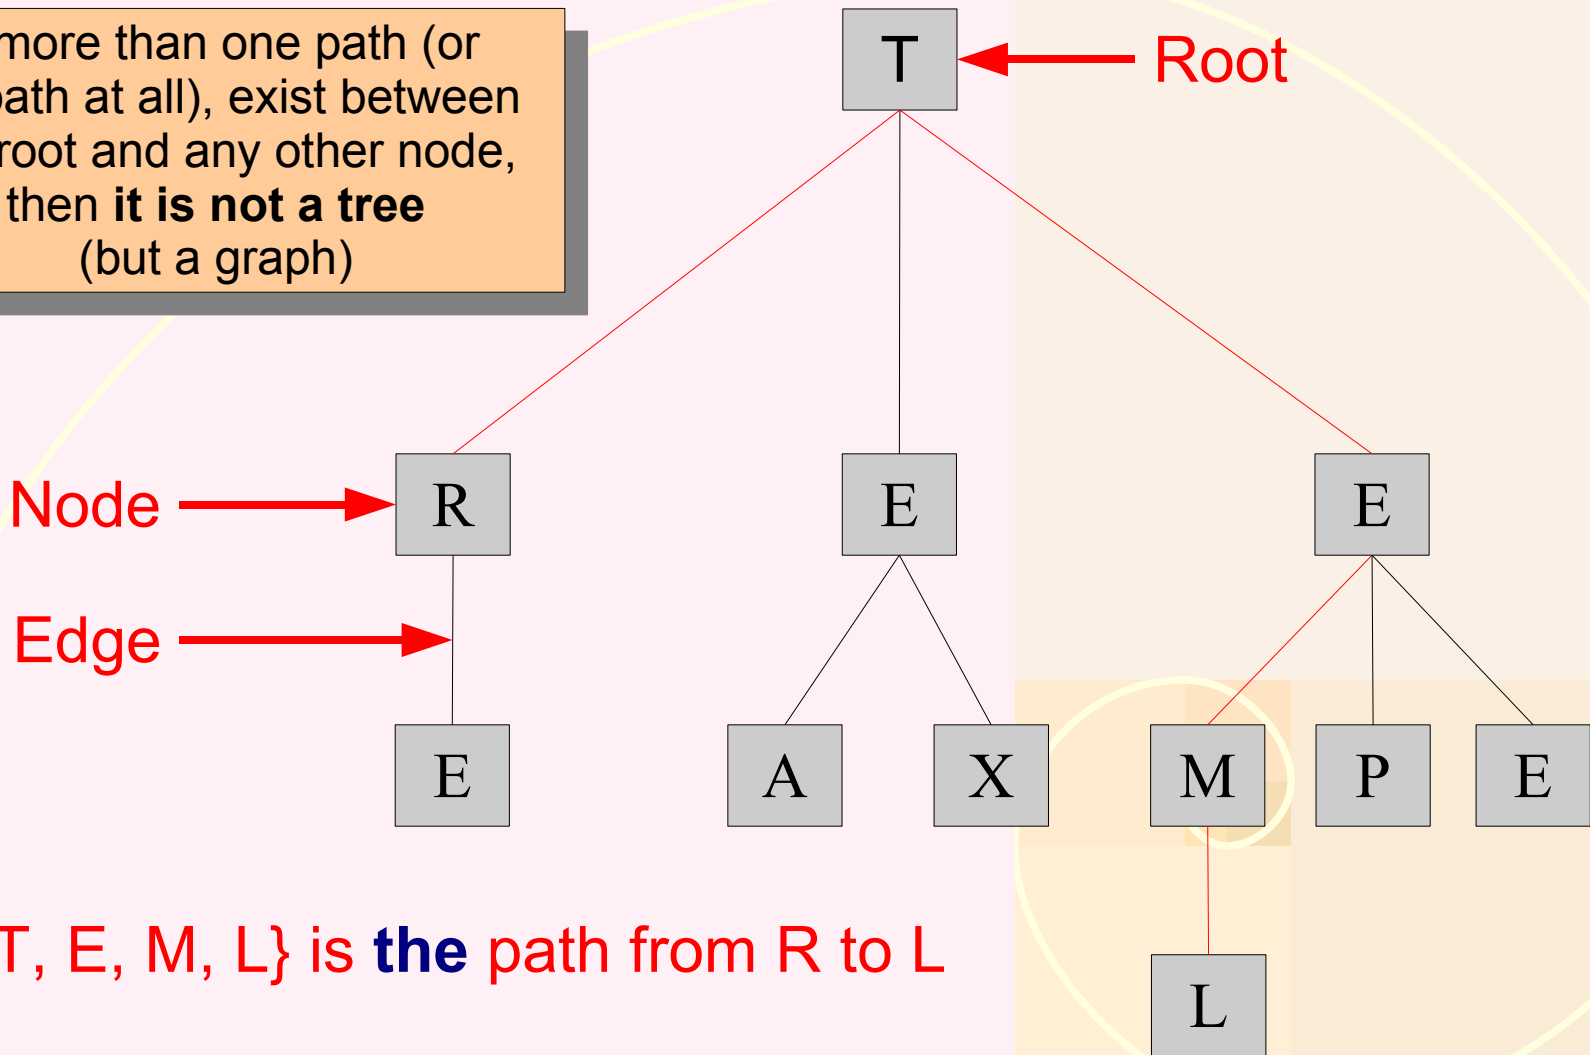 more than one path (or
path at all), exist between
root and any other node,
then it is not a tree
(but a graph)
T
Root
Node
R
E
E
Edge
E
A
X
M
P
E
T, E, M, L} is the path from R to L
L